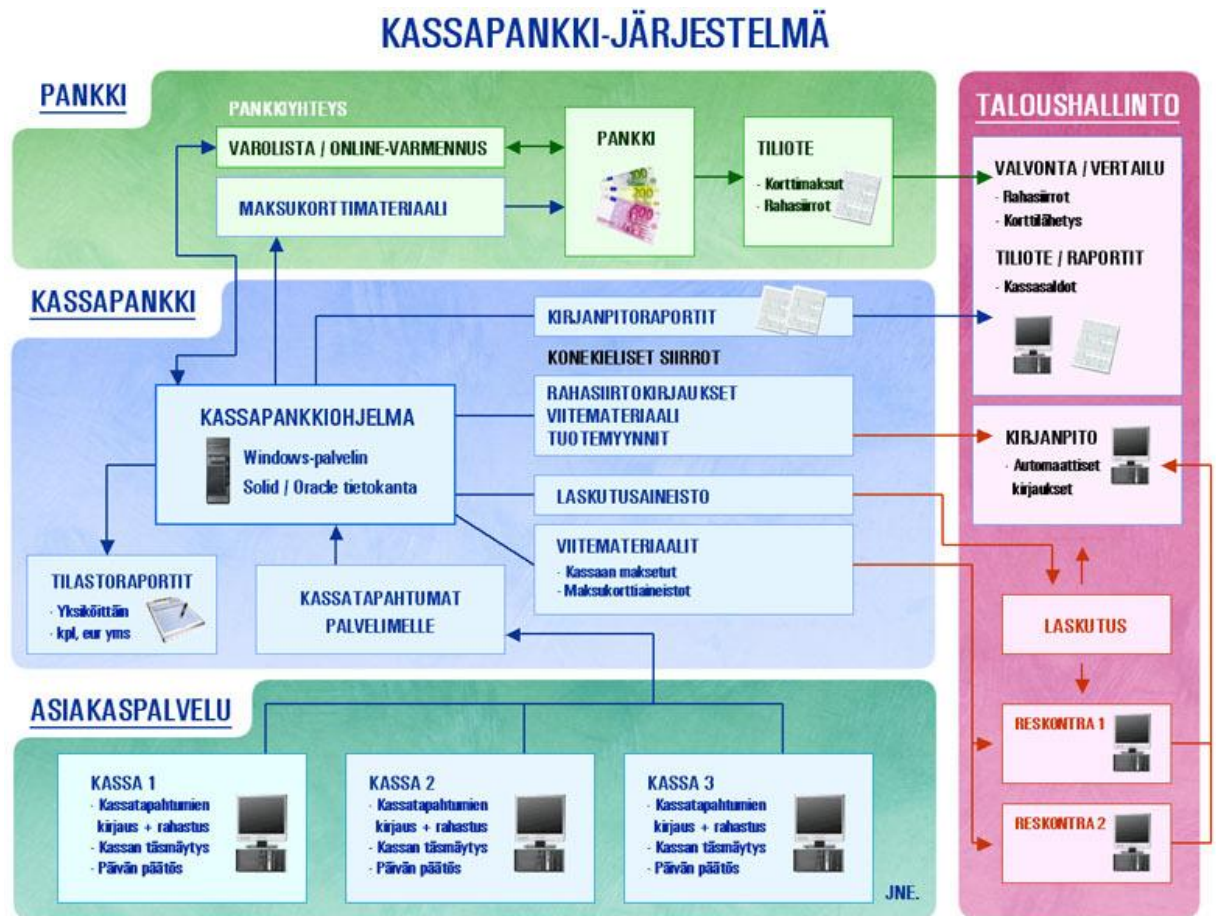 KASSAPANKKI-JÄRJESTELMÄ
PANKKI
PANKKIYHTEYS
VAROLISTA / ONLINE-VARMENNUS
MAKSUKORTTIMATERIAALI
PANKKI
100
200
500
TILIOTE
- Korttimaksut
- Rahasiirrot
TALOUSHALLINTO
VALVONTA / VERTAILU
- Rahasiirrot
- Korttilähetys
TILIOTE / RAPORTIT
- Kassasaldot
KASSAPANKKI
KIRJANPITORAPORTIT
KONEKIELISET SIIRROT
RAHASIIRTOKIRJAUKSET
VIITEMATERIAALI
TUOTEMYYNNIT
KASSAPANKKIOHJELMA
Windows-palvelin
Solid / Oracle tietokanta
LASKUTUSAINEISTO
VIITEMATERIAALIT
- Kassaan maksetut
- Maksukorttiaineistot
TILASTORAPORTIT
- Yksiköittäin
- kpl, eur yms
KASSATAPAHTUMAT
PALVELIMELLE
KIRJANPITO
- Automaattiset
kirjaukset
LASKUTUS
RESKONTRA 1
RESKONTRA 2
ASIAKASPALVELU
KASSA 1
- Kassatapahtumien
kirjaus + rahastus
- Kassan täsmäytys
- Päivän päätös
KASSA 2
- Kassatapahtumien
kirjaus + rahastus
- Kassan täsmäytys
- Päivän päätös
KASSA 3
- Kassatapahtumien
kirjaus + rahastus
- Kassan täsmäytys
- Päivän päätös
JNE.